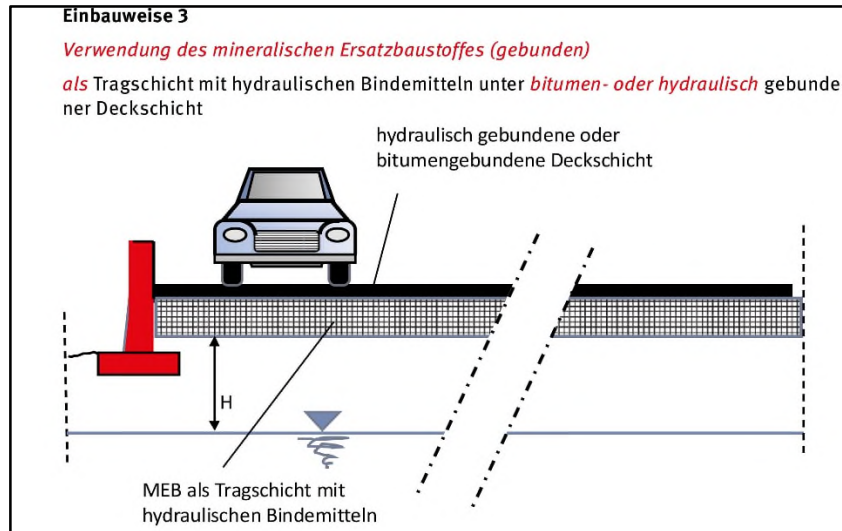 Einbauweise 3
Verwendung des mineralischen Ersatzbaustoffes (gebunden)
als Tragschicht mit hydraulischen Bindemitteln unter bitumen- oder hydraulisch gebunde
ner Deckschicht
hydraulisch gebundene oder
bitumengebundene Deckschicht
H
MEB als Tragschicht mit
hydraulischen Bindemitteln